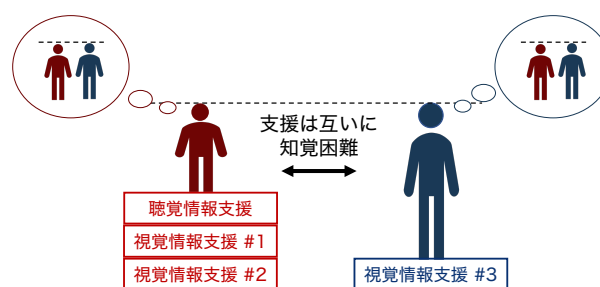 支援は互いに
知覚困難
聴覚情報支援
視覚情報支援 #1
視覚情報支援 #2
視覚情報支援 #3